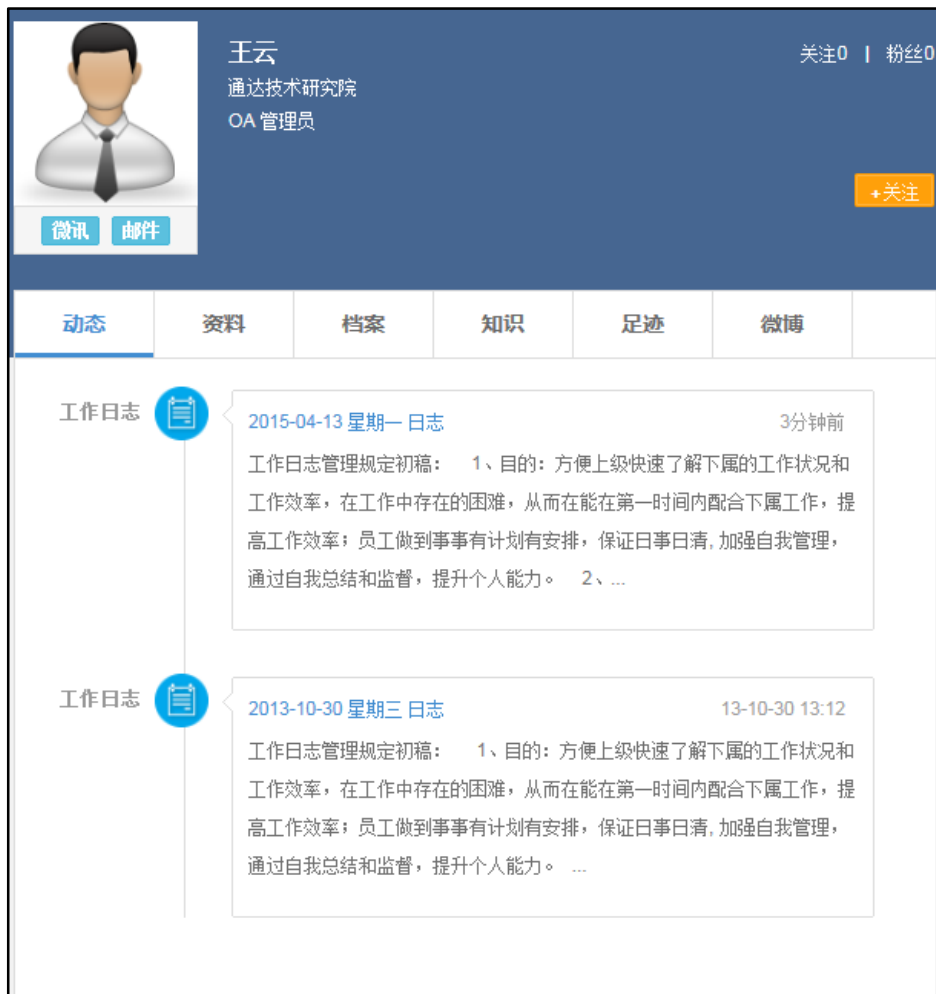 王云
关注0 | 粉丝0
通达技术研究院
OA 管理员
+关注
微讯 邮件
动态 资料 档案 知识 足迹 微博
工作日志
2015-04-13 星期一 日志 3分钟前
工作日志管理规定初稿： 1、目的：方便上级快速了解下属的工作状况和
工作效率，在工作中存在的困难，从而在能在第一时间内配合下属工作，提
高工作效率；员工做到事事有计划有安排，保证日事日清,加强自我管理，
通过自我总结和监督，提升个人能力。 2、...
工作日志
2013-10-30 星期三 日志 13-10-30 13:12
工作日志管理规定初稿： 1、目的：方便上级快速了解下属的工作状况和
工作效率，在工作中存在的困难，从而在能在第一时间内配合下属工作，提
高工作效率；员工做到事事有计划有安排，保证日事日清,加强自我管理，
通过自我总结和监督，提升个人能力。 ...